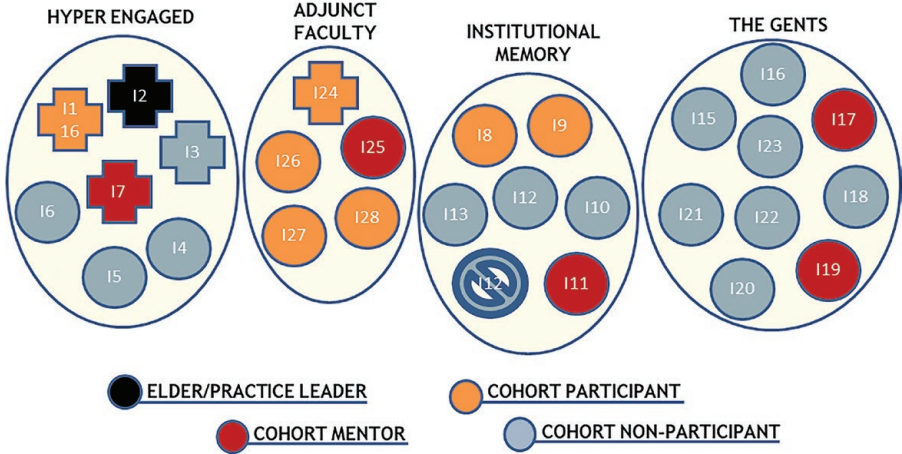 HYPER ENGAGED
ADJUNCT
FACULTY
INSTITUTIONAL
MEMORY
THE GENTS
I1
16
I2
I3
I7
I6
I4
I5
I24
I26
I25
I27
I28
I8
I9
I13
I12
I10
I12
I11
I16
I15
I17
I23
I21
I22
I18
I20
I19
ELDER/PRACTICE LEADER
COHORT PARTICIPANT
COHORT MENTOR
COHORT NON-PARTICIPANT